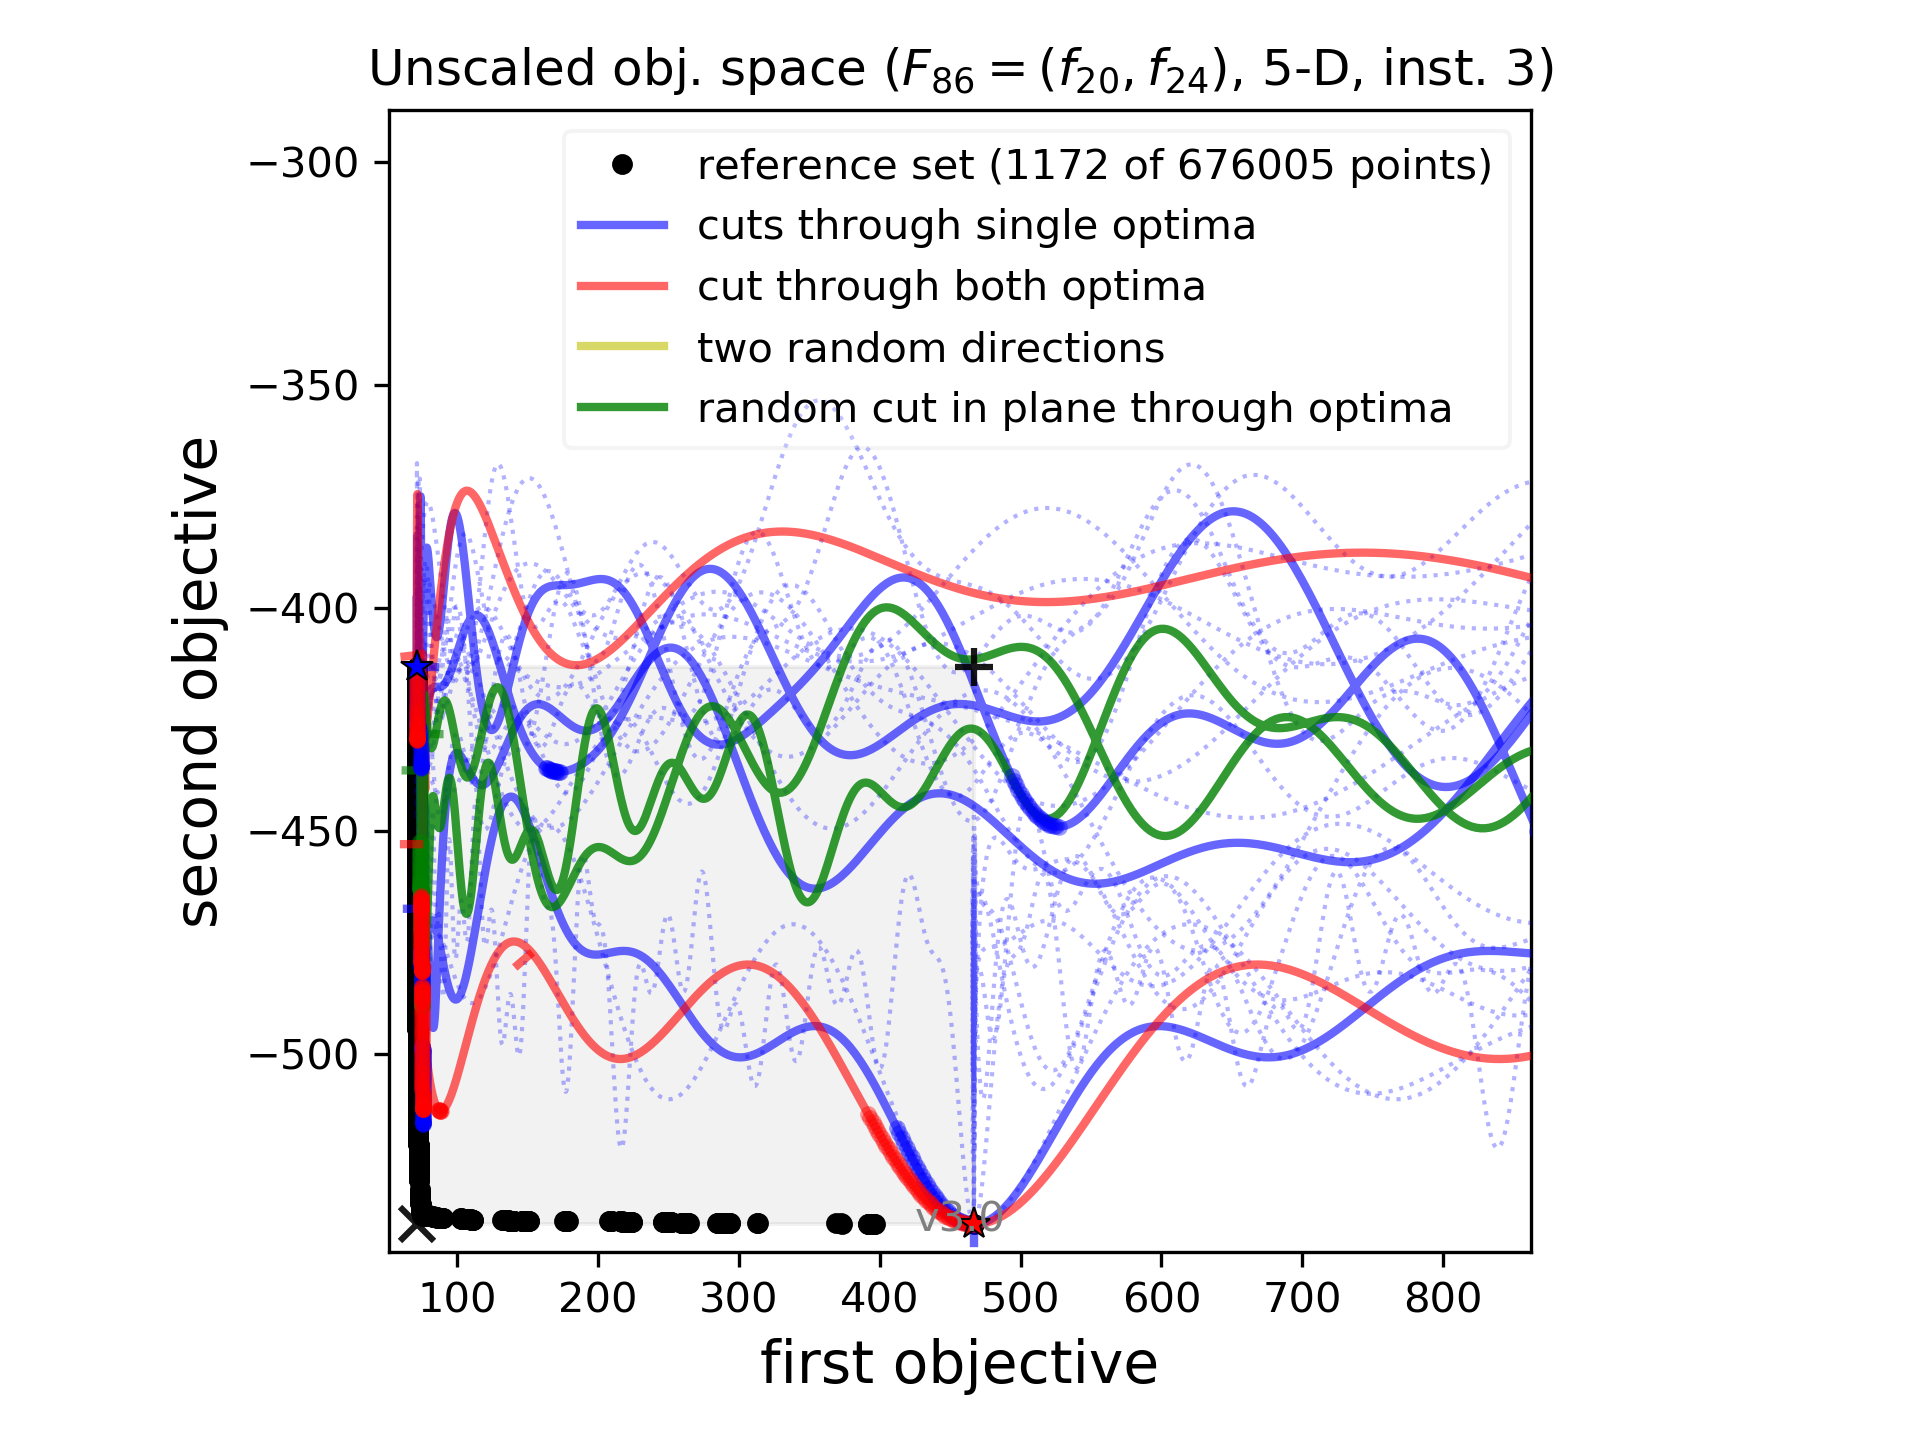 Unscaled obj. space (F86 = (f20, f24), 5-D, inst. 3)
reference set (1172 of 676005 points)
cuts through single optima
cut through both optima
two random directions
random cut in plane through optima
second objective
−300
−350
−400
−450
−500
v3.0
100 200 300 400 500 600 700 800
first objective